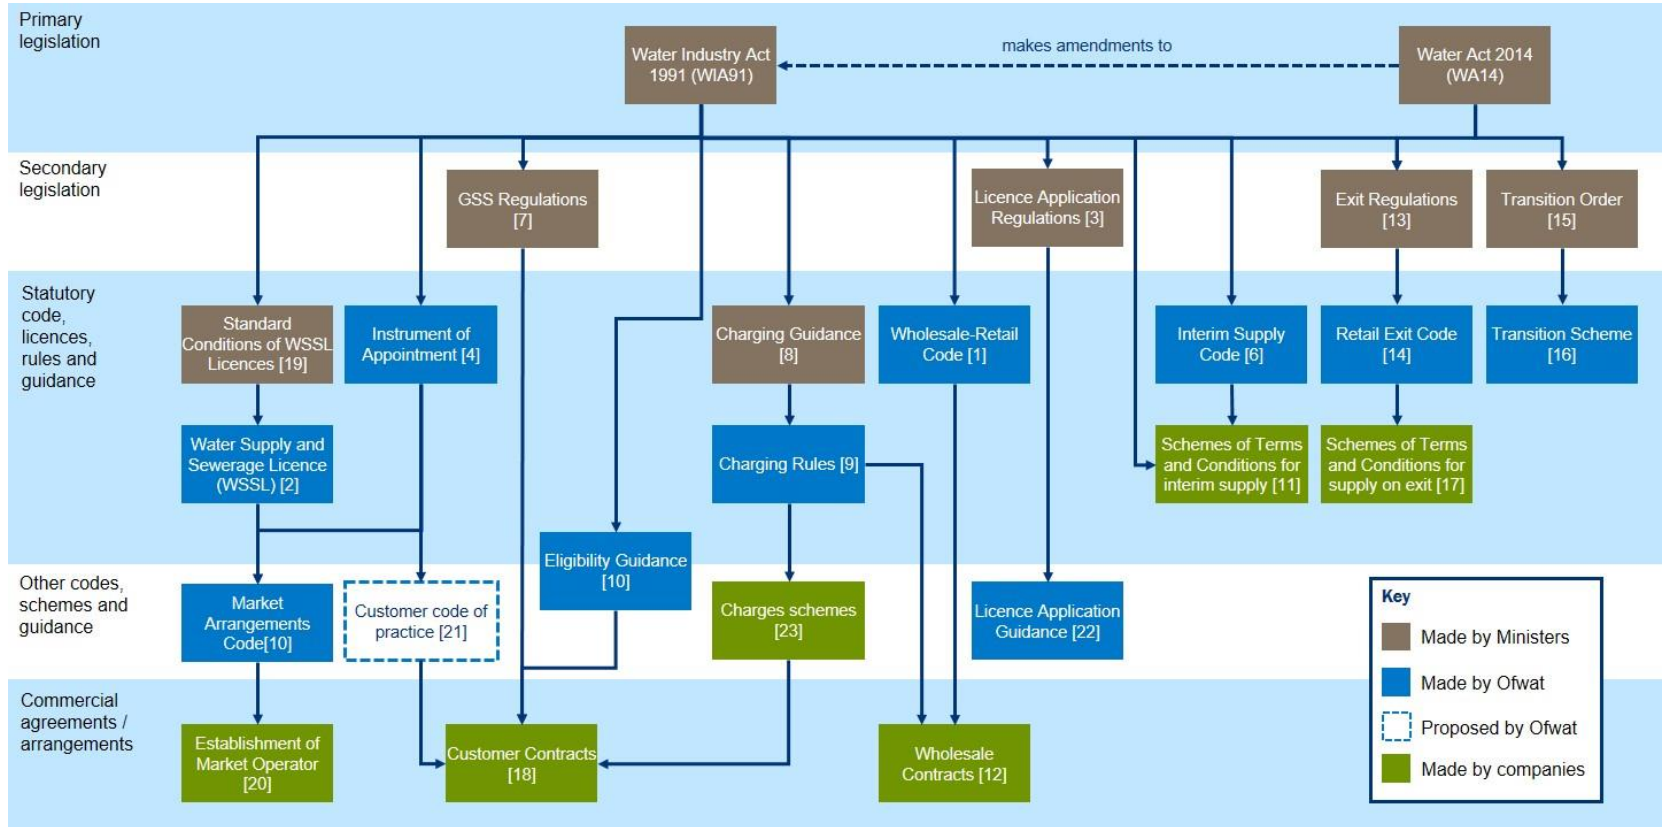 Primary
legislation
Water Industry Act
1991 (WIA91)
makes amendments to
Water Act 2014
(WA14)
Secondary
legislation
GSS Regulations
[7]
Licence Application
Regulations [3]
Exit Regulations
[13]
Transition Order
[15]
Statutory
code,
licences,
rules and
guidance
Standard
Conditions of WSSL
Licences [19]
Instrument of
Appointment [4]
Charging Guidance
[8]
Wholesale-Retail
Code [1]
Interim Supply
Code [6]
Retail Exit Code
[14]
Transition Scheme
[16]
Water Supply and
Sewerage Licence
(WSSL) [2]
Charging Rules [9]
Schemes of Terms
and Conditions for
interim supply [11]
Schemes of Terms
and Conditions for
supply on exit [17]
Eligibility Guidance
[10]
Other codes,
schemes and
guidance
Market
Arrangements
Code[10]
Customer code of
practice [21]
Charges schemes
[23]
Licence Application
Guidance [22]
Commercial
agreements /
arrangements
Establishment of
Market Operator
[20]
Customer Contracts
[18]
Wholesale
Contracts [12]
Key
Made by Ministers
Made by Ofwat
Proposed by Ofwat
Made by companies